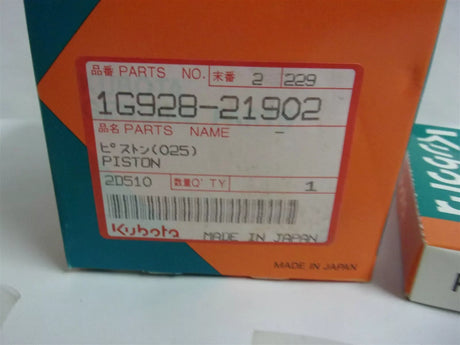 品番 PARTS NO. 末番 2 229
1G928-21902
品名 PARTS NAME -
ピストン(025)
PISTON
2D510 数量Q'TY 1
Kubota MADE IN JAPAN
MADE IN JAPAN
Kubota